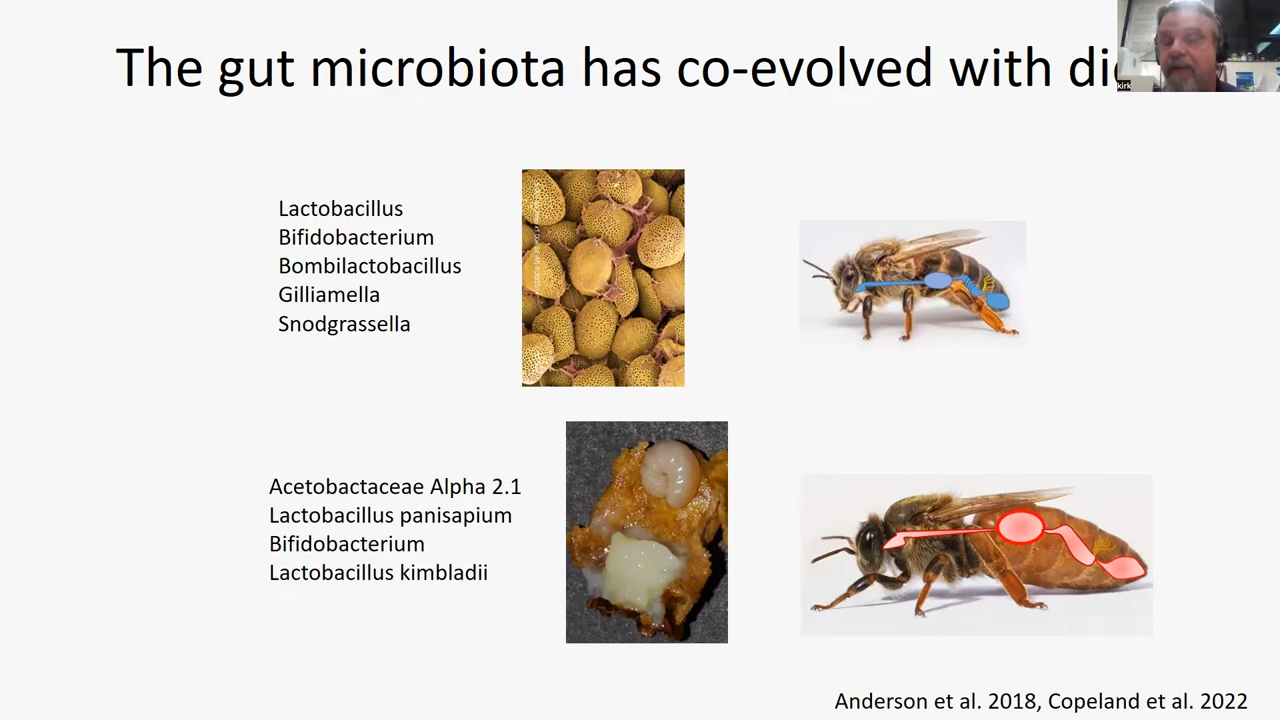 The gut microbiota has co-evolved with
kirk
Lactobacillus
Bifidobacterium
Bombilactobacillus
Gilliamella
Snodgrassella
Acetobactaceae Alpha 2.1
Lactobacillus panisapium
Bifidobacterium
Lactobacillus kimbladii
Anderson et al. 2018, Copeland et al. 2022